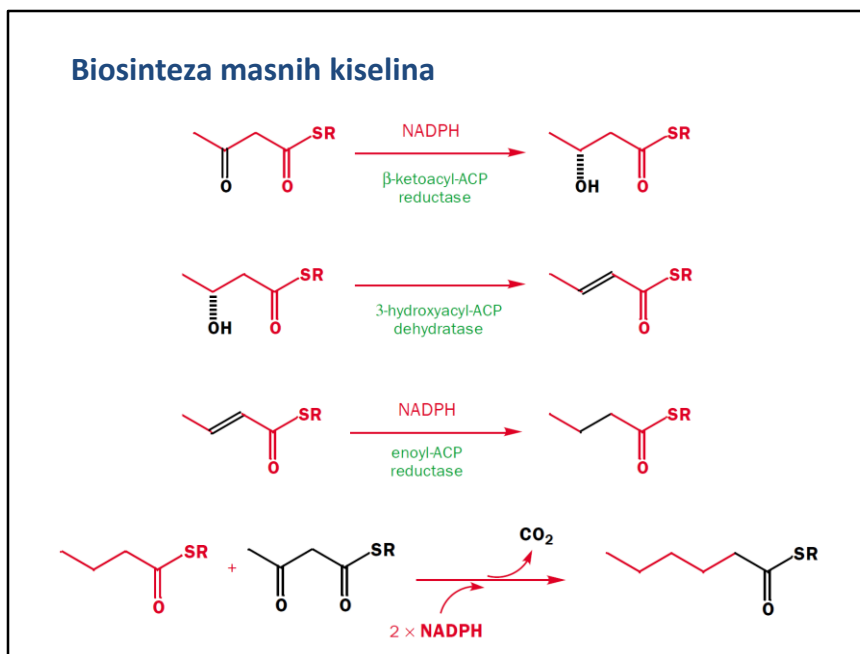 Biosinteza masnih kiselina
SR
O
O
NADPH
β-ketoacyl-ACP
reductase
SR
OH
O
SR
OH
O
3-hydroxyacyl-ACP
dehydratase
SR
O
SR
O
NADPH
enoyl-ACP
reductase
SR
O
SR
O
+
SR
O
O
CO2
2 × NADPH
SR
O